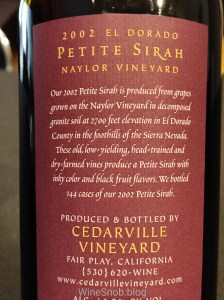 2002 EL DORADO
PETITE SIRAH
NAYLOR VINEYARD
Our 2002 Petite Sirah is produced from grapes
grown on the Naylor Vineyard in decomposed
granite soil at 2700 feet elevation in El Dorado
County in the foothills of the Sierra Nevada.
These old, low-yielding, head-trained and
dry-farmed vines produce a Petite Sirah with
inky color and black fruit flavors. We bottled
144 cases of our 2002 Petite Sirah.
PRODUCED & BOTTLED BY
CEDARVILLE
VINEYARD
FAIR PLAY, CALIFORNIA
{530} 620-WINE
www.cedarvillevineyard.com
WineSnob.blog